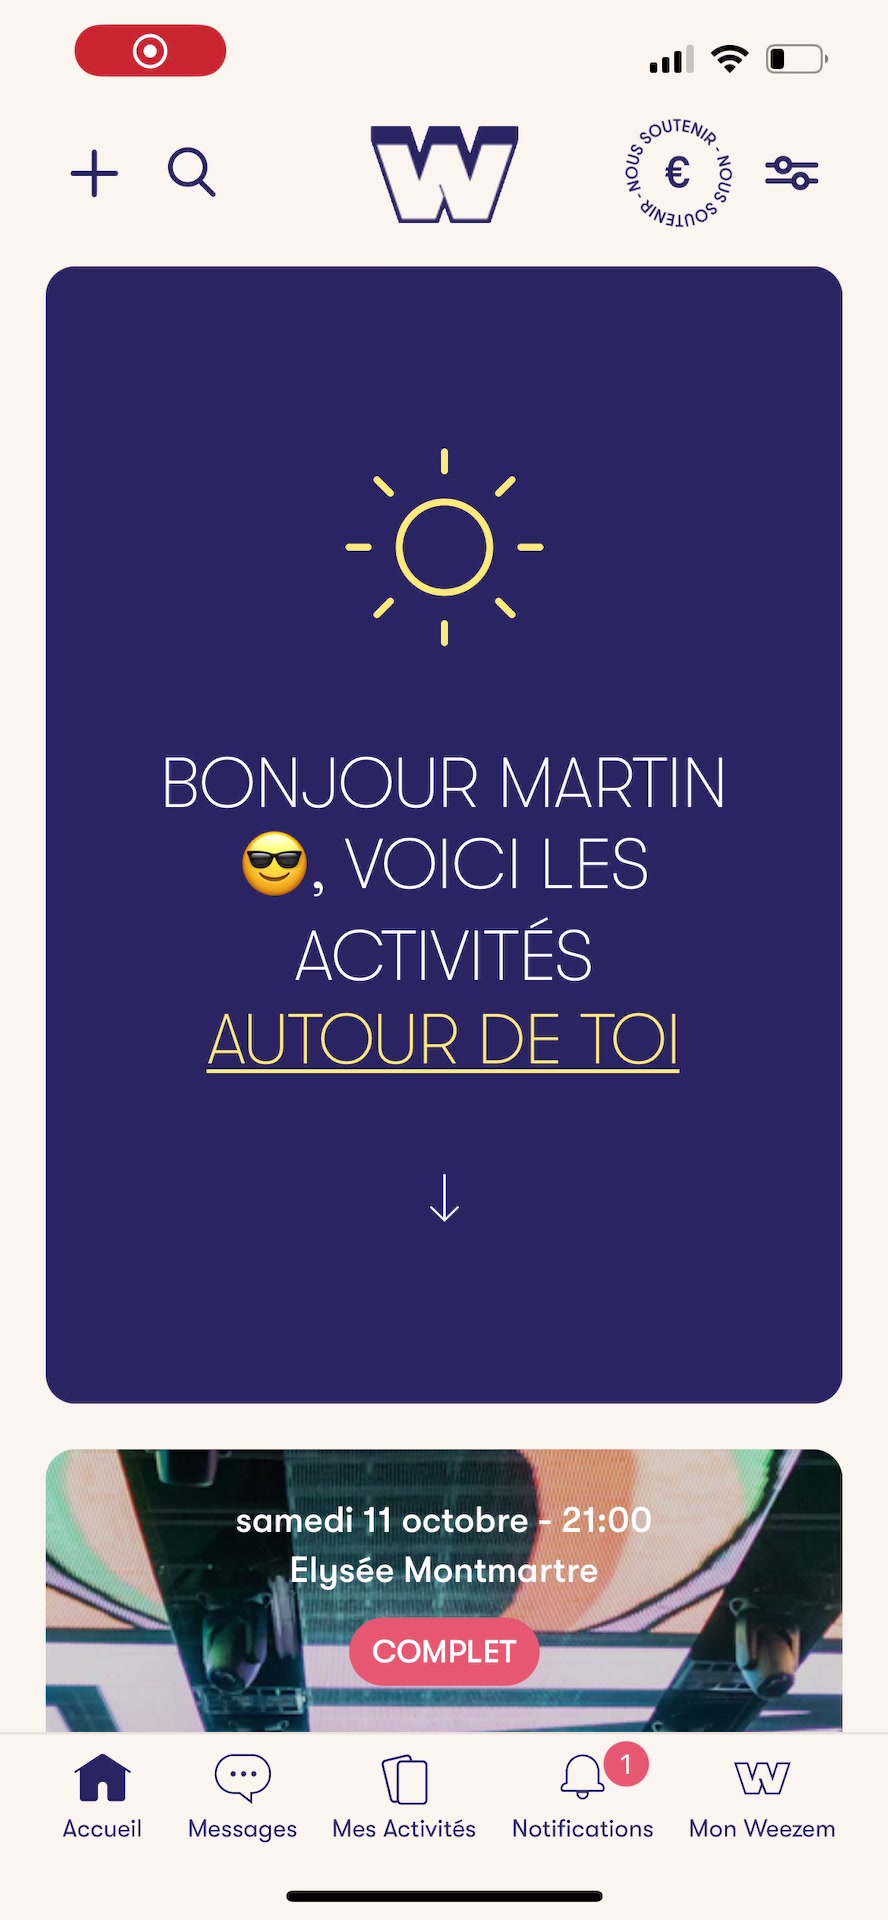 W
NOUS SOUTENIR - NOUS SOUTENIR -
€
BONJOUR MARTIN
😎, VOICI LES
ACTIVITÉS
AUTOUR DE TOI
samedi 11 octobre - 21:00
Elysée Montmartre
COMPLET
1
Accueil
Messages
Mes Activités
Notifications
W
Mon Weezem